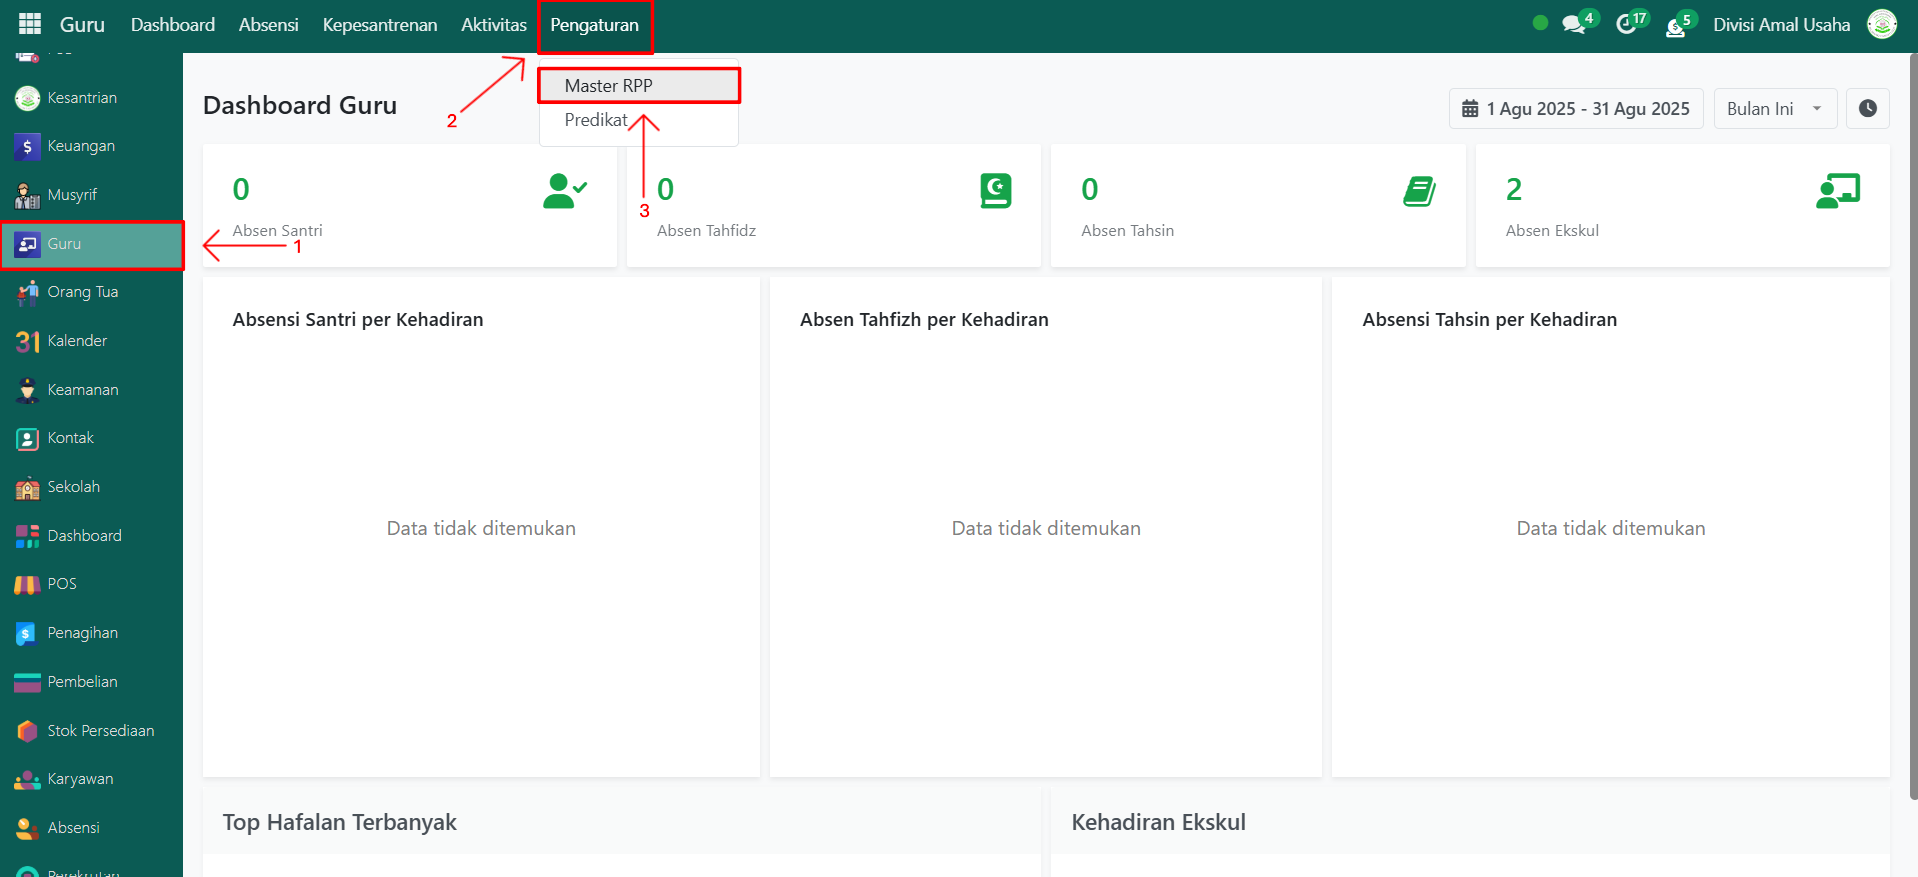 Guru Dashboard Absensi Kepesantrenan Aktivitas Pengaturan 4 17 5 Divisi Amal Usaha
Kesantrian
Keuangan
Musyrif
Guru
Orang Tua
31 Kalender
Keamanan
Kontak
Sekolah
Dashboard
POS
Penagihan
Pembelian
Stok Persediaan
Karyawan
Absensi
Perekrutan
1
2
3
Master RPP
Predikat
Dashboard Guru
1 Agu 2025 - 31 Agu 2025 Bulan Ini
0
Absen Santri
0
Absen Tahfidz
0
Absen Tahsin
2
Absen Ekskul
Absensi Santri per Kehadiran
Data tidak ditemukan
Absen Tahfizh per Kehadiran
Data tidak ditemukan
Absensi Tahsin per Kehadiran
Data tidak ditemukan
Top Hafalan Terbanyak
Kehadiran Ekskul